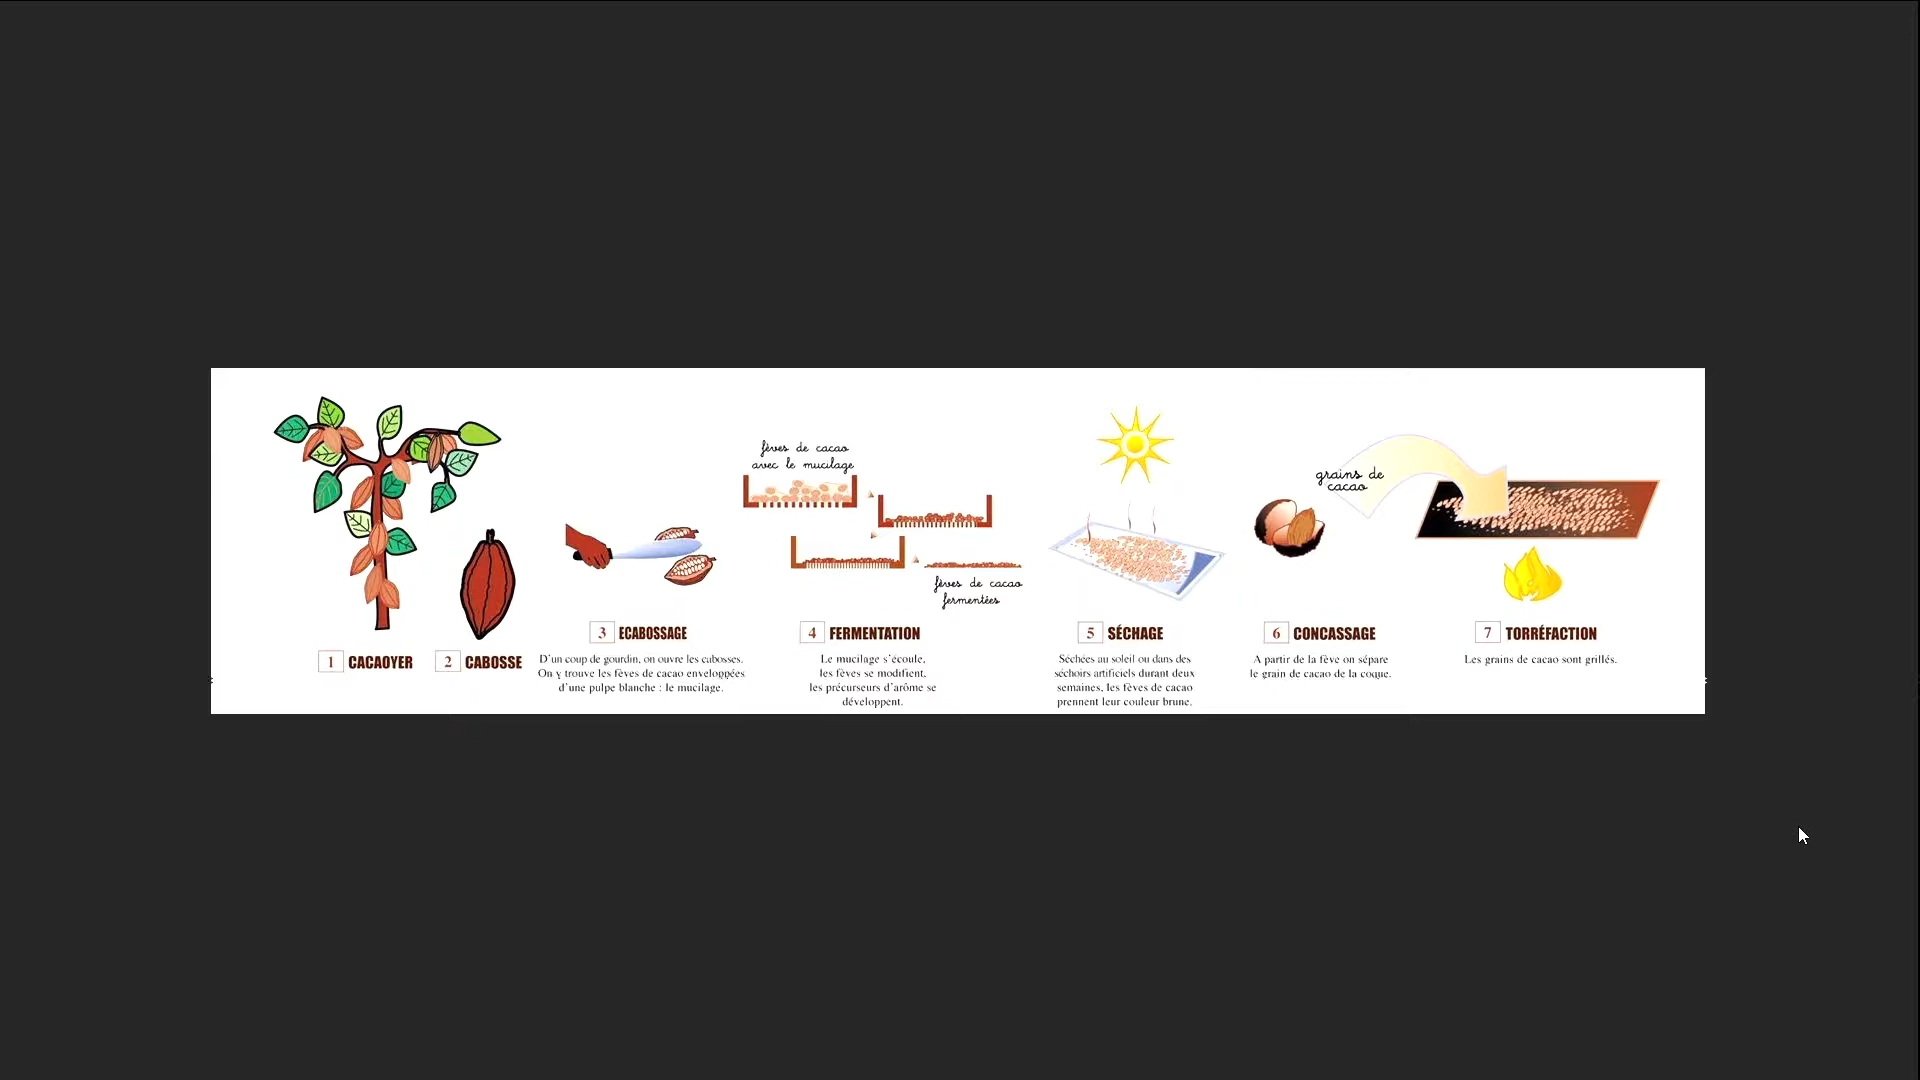 fèves de cacao
avec le mucilage
fèves de cacao
fermentées
grains de
cacao
1 CACAOYER
2 CABOSSE
3 ECABOSSAGE
D'un coup de gourdin, on ouvre les cabosses.
On y trouve les fèves de cacao enveloppées
d'une pulpe blanche : le mucilage.
4 FERMENTATION
Le mucilage s'écoule,
les fèves se modifient,
les précurseurs d'arôme se
développent.
5 SÉCHAGE
Séchées au soleil ou dans des
séchoirs artificiels durant deux
semaines, les fèves de cacao
prennent leur couleur brune.
6 CONCASSAGE
A partir de la fève on sépare
le grain de cacao de la coque.
7 TORRÉFACTION
Les grains de cacao sont grillés.